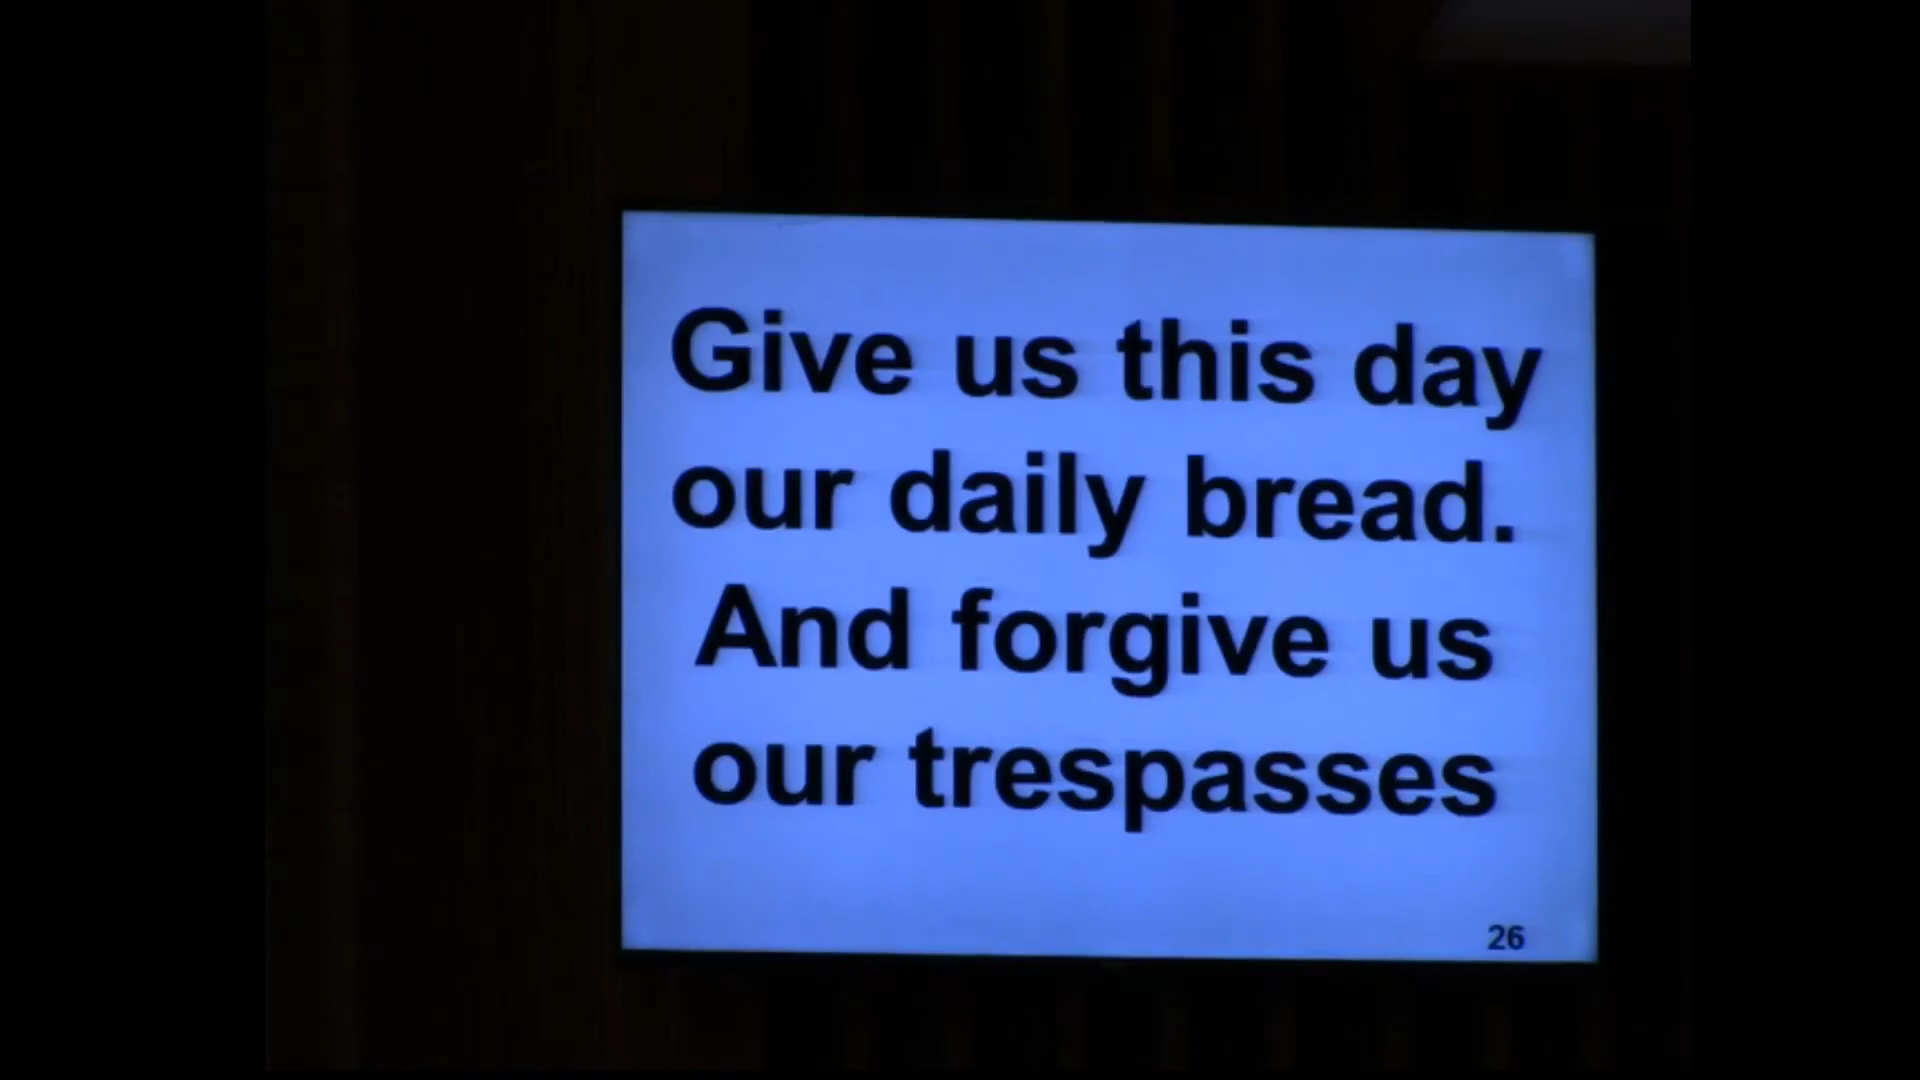 Give us this day
our daily bread.
And forgive us
our trespasses
26